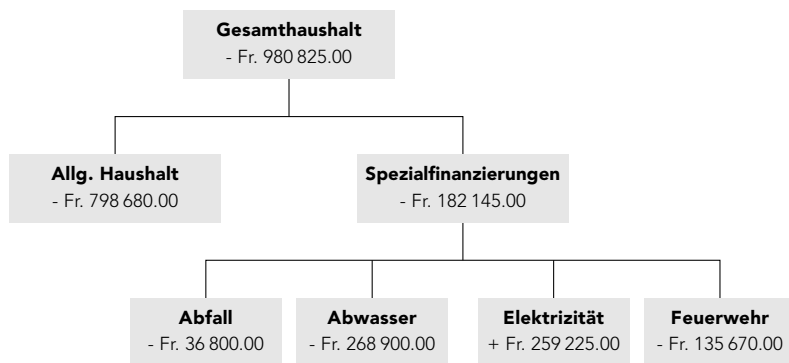 Gesamthaushalt
- Fr. 980 825.00
Allg. Haushalt
- Fr. 798 680.00
Spezialfinanzierungen
- Fr. 182 145.00
Abfall
- Fr. 36 800.00
Abwasser
- Fr. 268 900.00
Elektrizität
+ Fr. 259 225.00
Feuerwehr
- Fr. 135 670.00